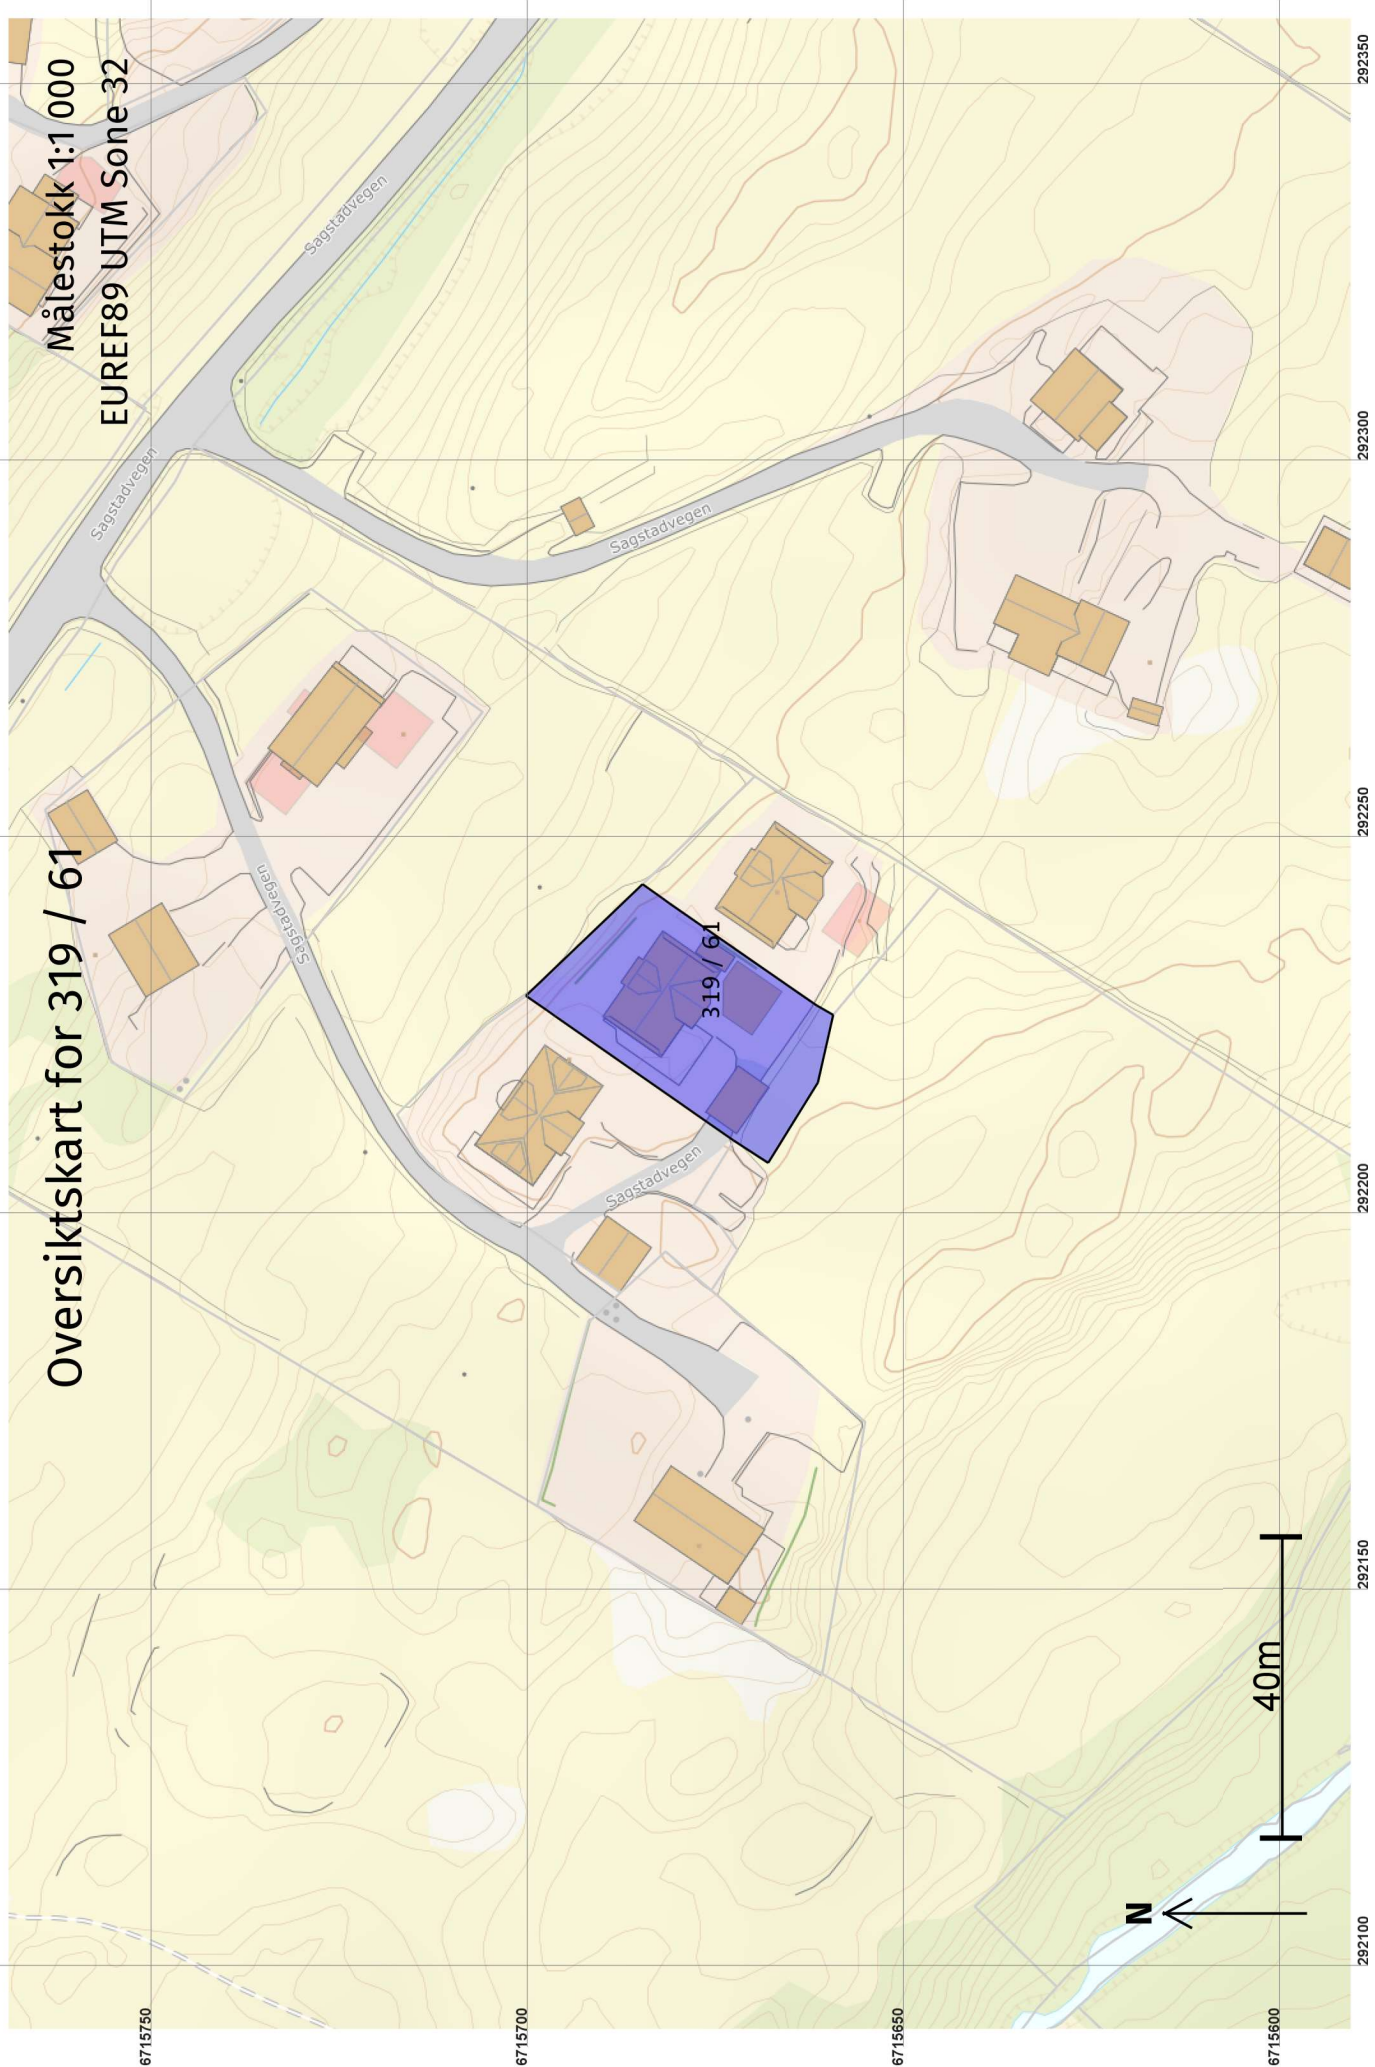 Oversiktskart for 319 / 61
Målestokk 1:1 000
EUREF89 UTM Sone 32
Sagstadvegen
Sagstadvegen
Sagstadvegen
Sagstadvegen
Sagstadvegen
319 / 61
N
40m
6715750
6715700
6715650
6715600
292100
292150
292200
292250
292300
292350